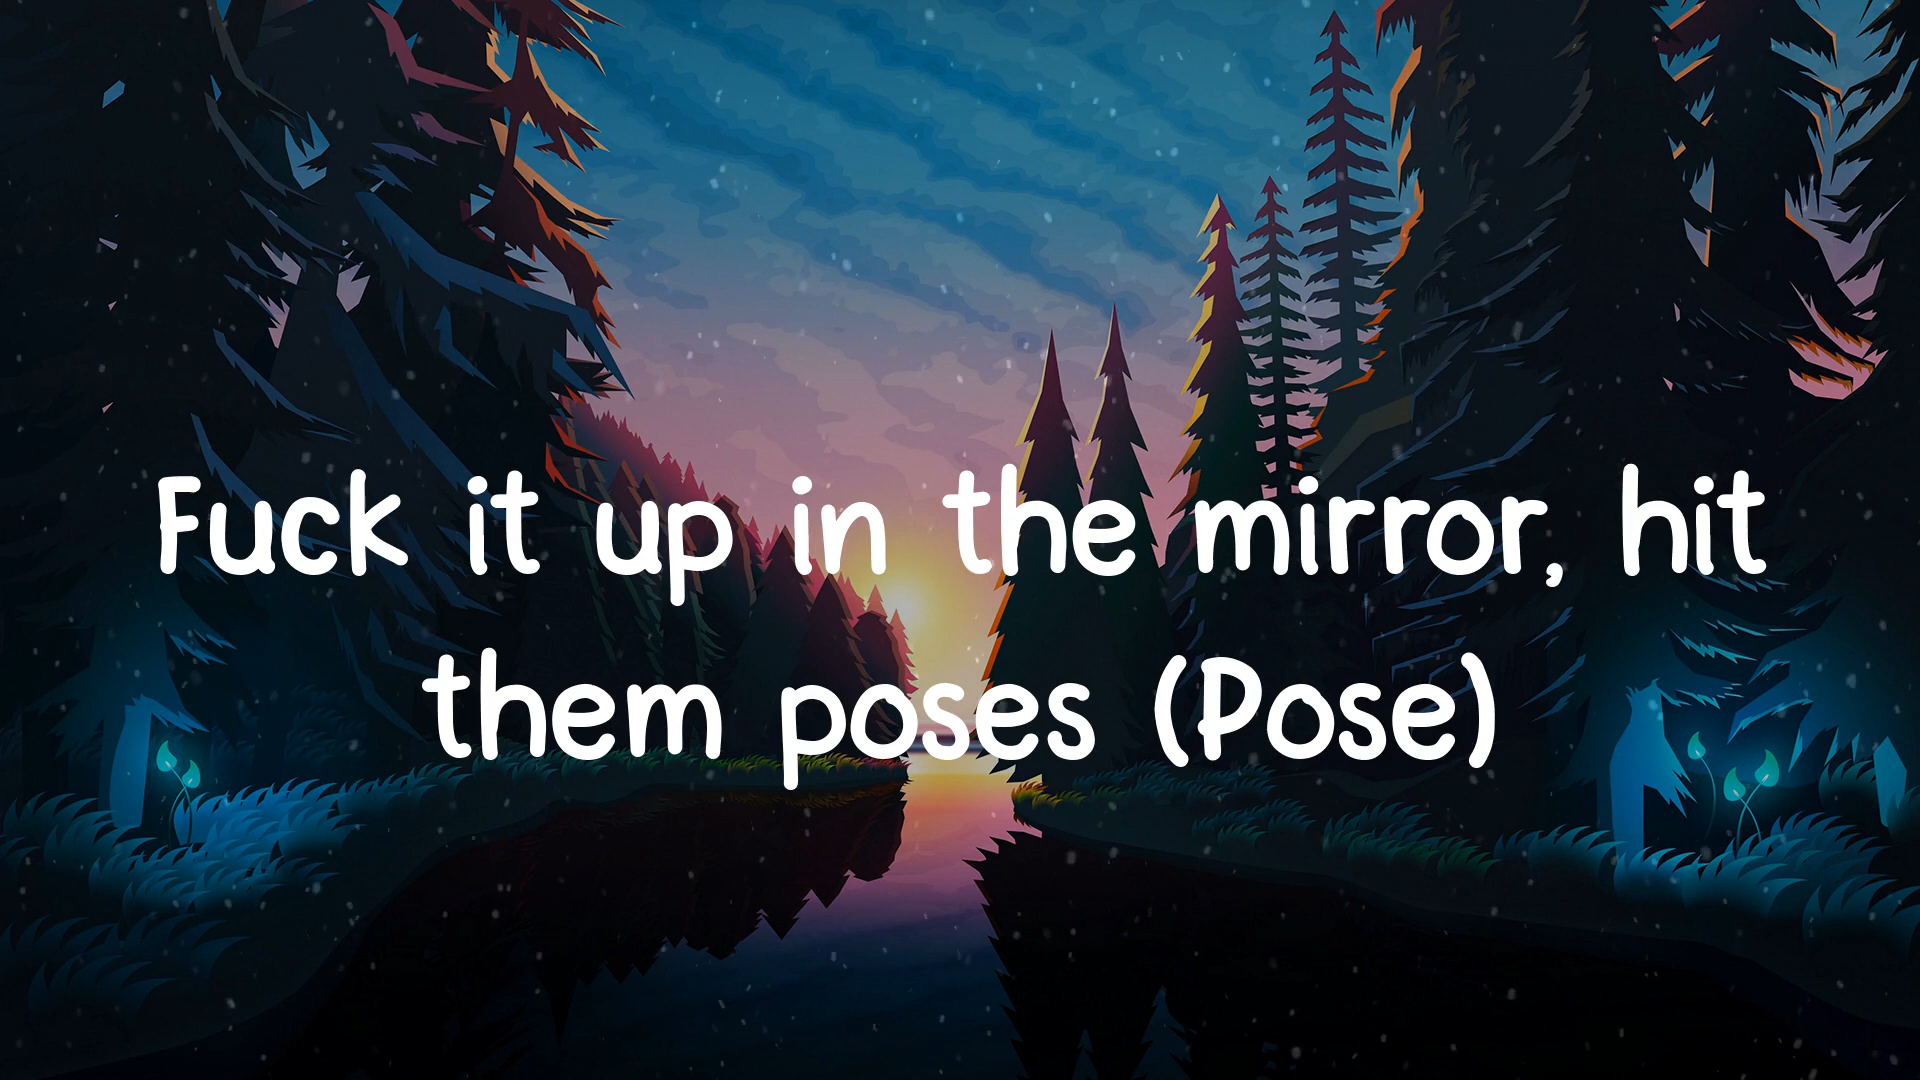 Fuck it up in the mirror, hit
them poses (Pose)